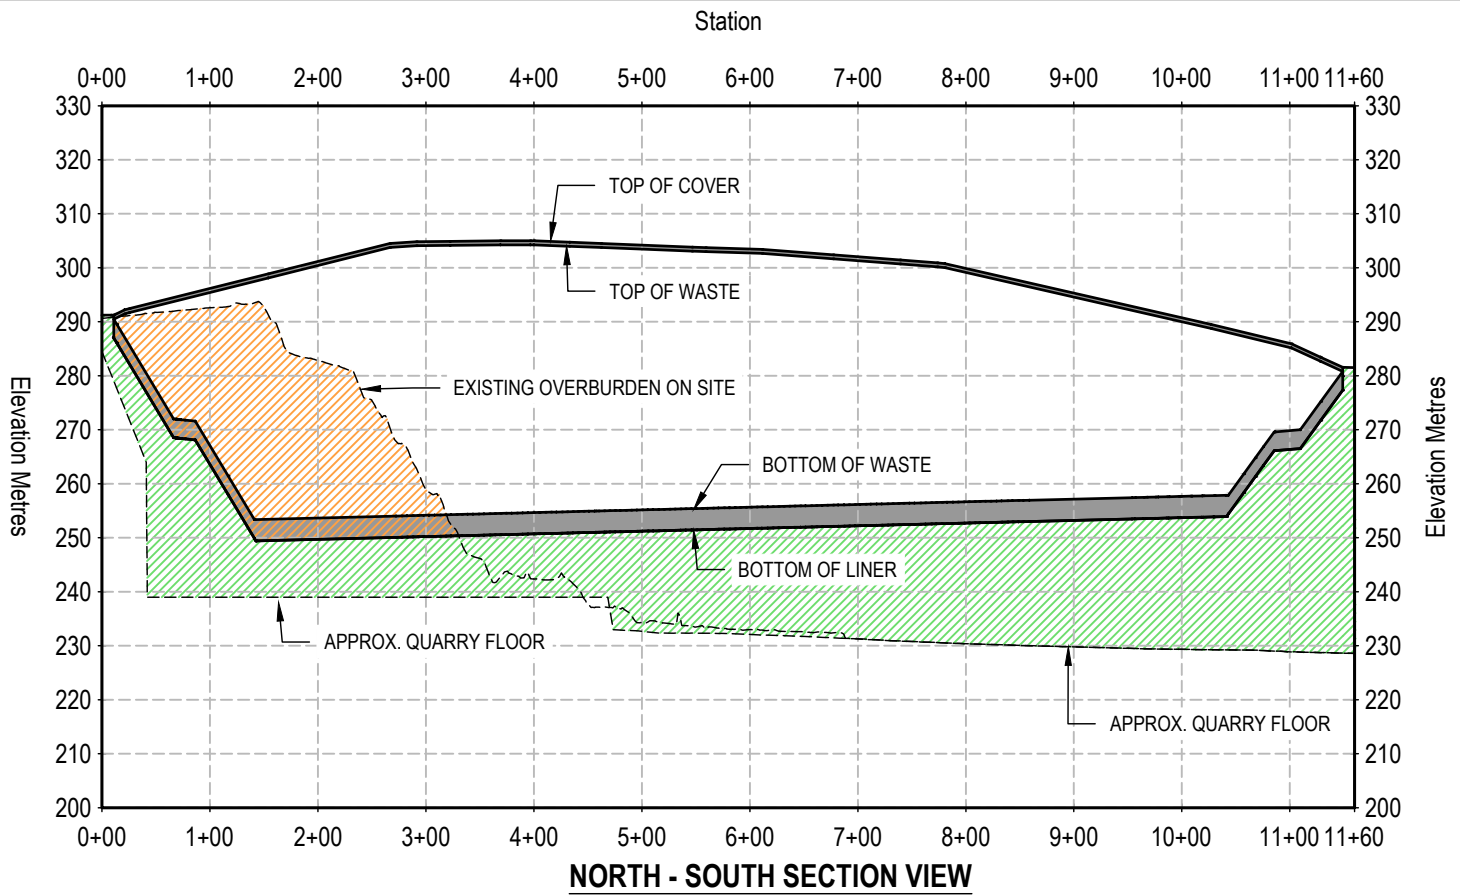 Station
0+00 1+00 2+00 3+00 4+00 5+00 6+00 7+00 8+00 9+00 10+00 11+00 11+60
330 330
320 320
TOP OF COVER
310 310
300 300
TOP OF WASTE
290 290
280 280
EXISTING OVERBURDEN ON SITE
Elevation Metres
Elevation Metres
270 270
BOTTOM OF WASTE
260 260
250 250
BOTTOM OF LINER
240 240
APPROX. QUARRY FLOOR
230 230
220 220
APPROX. QUARRY FLOOR
210 210
200 200
0+00 1+00 2+00 3+00 4+00 5+00 6+00 7+00 8+00 9+00 10+00 11+00 11+60
NORTH - SOUTH SECTION VIEW